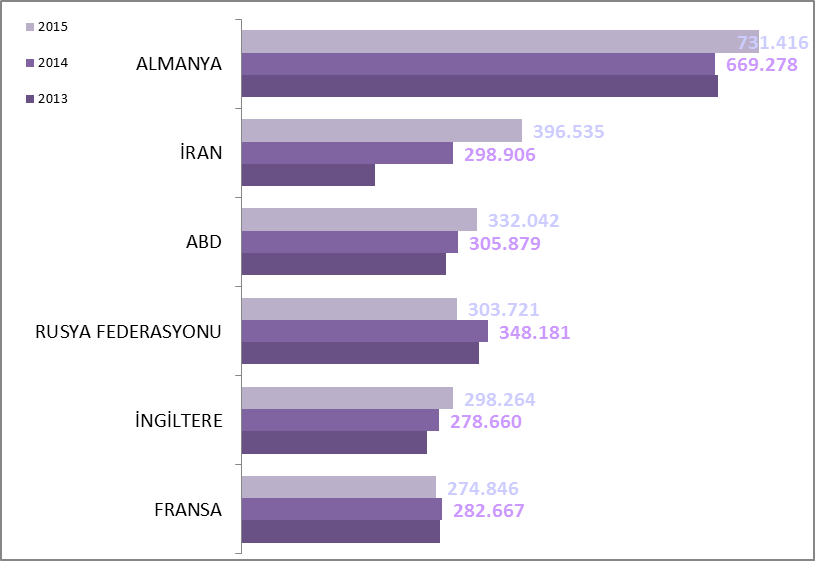 2015
2014
2013
ALMANYA
731.416
669.278
İRAN
396.535
298.906
ABD
332.042
305.879
RUSYA FEDERASYONU
303.721
348.181
İNGİLTERE
298.264
278.660
FRANSA
274.846
282.667